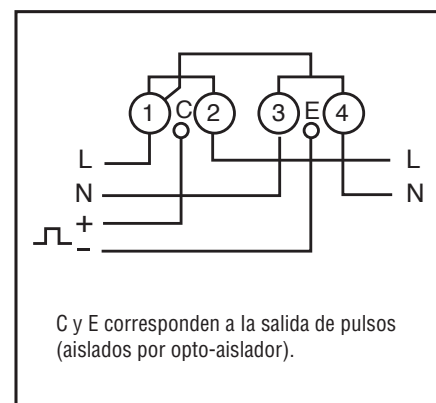 1 C 2 3 E 4
L L
N N
+
−
C y E corresponden a la salida de pulsos
(aislados por opto-aislador).